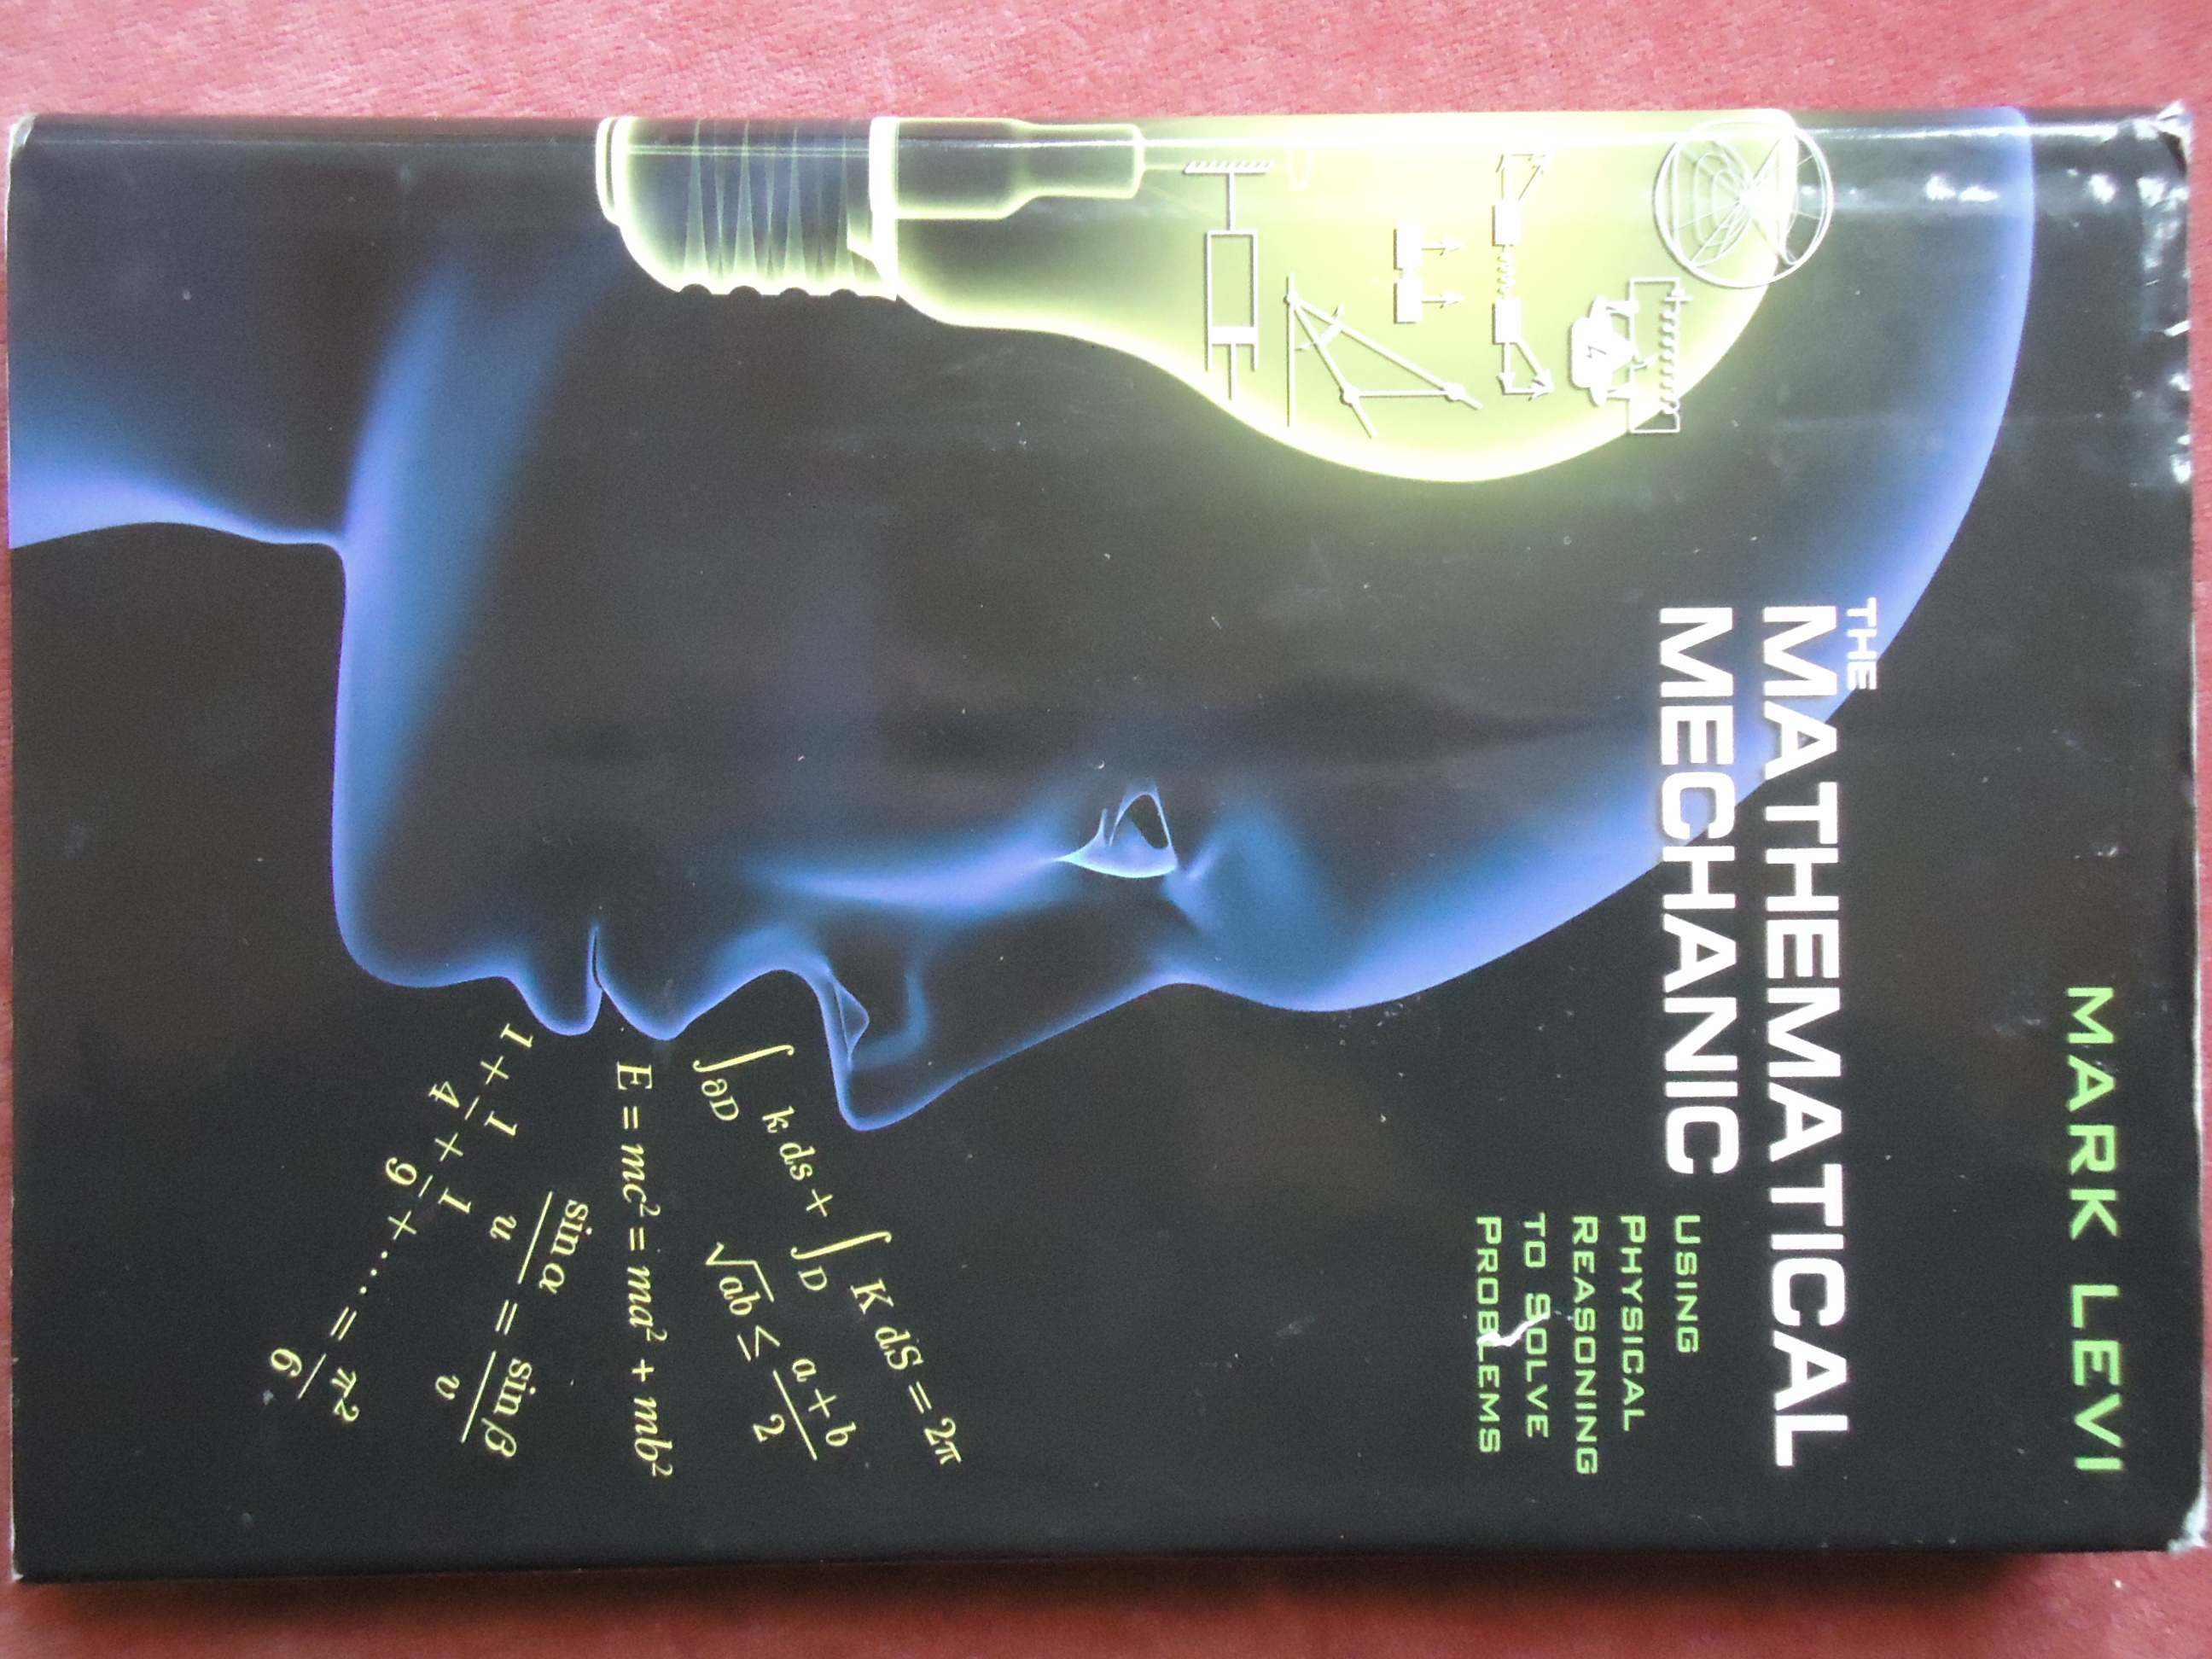 MARK LEVI
THE
MATHEMATICAL
MECHANIC
USING
PHYSICAL
REASONING
TO SOLVE
PROBLEMS
∫∂D k ds + ∫D K dS = 2π
√ab ≤ a + b / 2
E = mc² = ma² + mb²
sin α / u = sin β / v
1 + 1/4 + 1/9 + ··· = π²/6